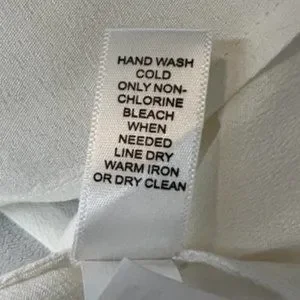 HAND WASH
COLD
ONLY NON-
CHLORINE
BLEACH
WHEN
NEEDED
LINE DRY
WARM IRON
OR DRY CLEAN